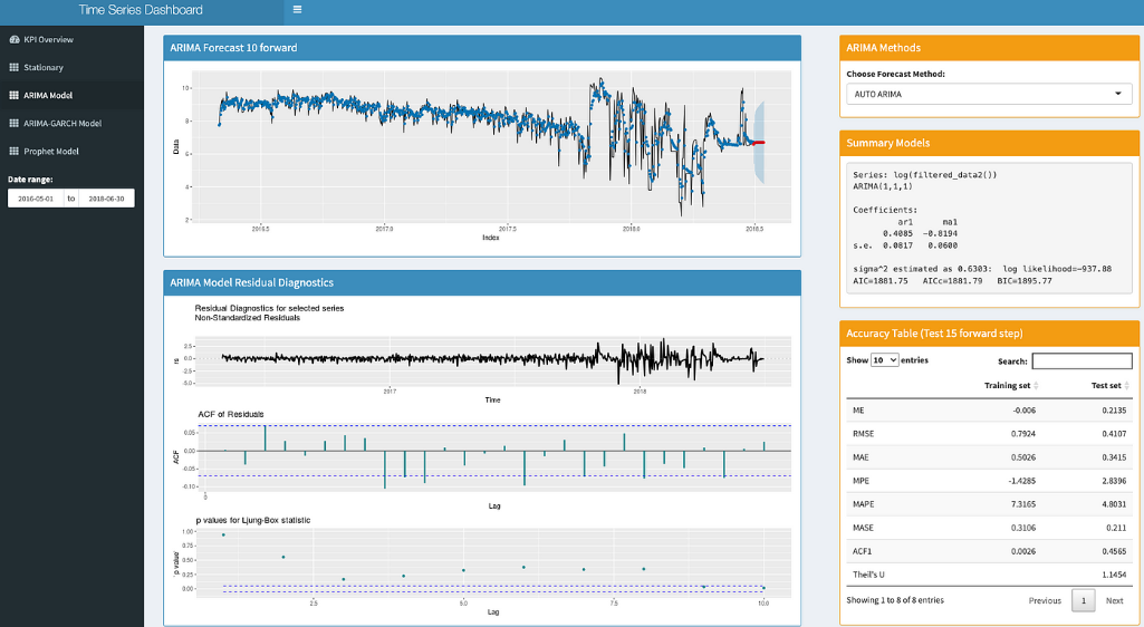 Time Series Dashboard
KPI Overview
Stationary
ARIMA Model
ARIMA-GARCH Model
Prophet Model
Date range:
2016-05-01 to 2018-06-30
ARIMA Forecast 10 forward
10
8
6
4
2
Data
2016.5 2017.0 2017.5 2018.0 2018.5
Index
ARIMA Model Residual Diagnostics
Residual Diagnostics for selected series
Non-Standardized Residuals
2.5
0.0
-2.5
-5.0
rs
2017 2018
Time
ACF of Residuals
0.05
0.00
-0.05
-0.10
ACF
0
Lag
p values for Ljung-Box statistic
1.00
0.75
0.50
0.25
0.00
p value
2.5 5.0 7.5 10.0
Lag
ARIMA Methods
Choose Forecast Method:
AUTO ARIMA
Summary Models
Series: log(filtered_data2())
ARIMA(1,1,1)
Coefficients:
ar1 ma1
0.4085 -0.8194
s.e. 0.0817 0.0600
sigma^2 estimated as 0.6303: log likelihood=-937.88
AIC=1881.75 AICc=1881.79 BIC=1895.77
Accuracy Table (Test 15 forward step)
Show 10 entries Search:
Training set Test set
ME -0.006 0.2135
RMSE 0.7924 0.4107
MAE 0.5026 0.3415
MPE -1.4285 2.8396
MAPE 7.3165 4.8031
MASE 0.3106 0.211
ACF1 0.0026 0.4565
Theil's U 1.1454
Showing 1 to 8 of 8 entries Previous 1 Next